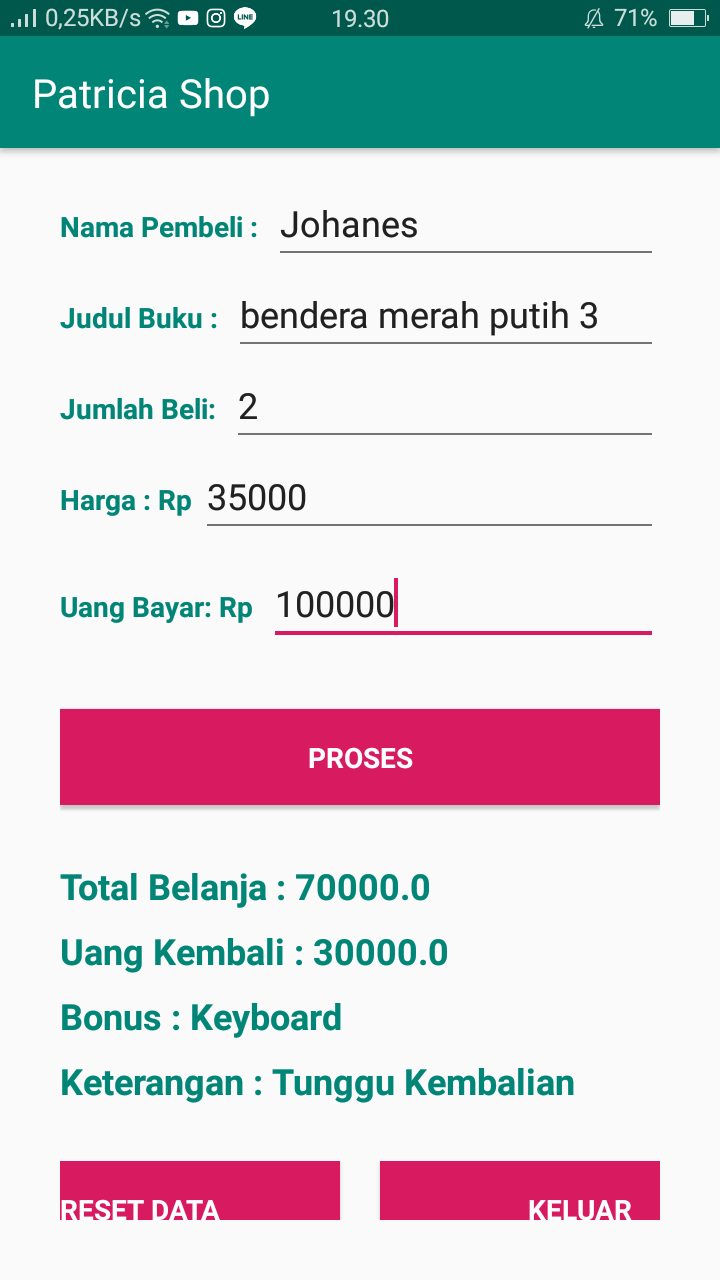 0,25KB/s LINE 19.30 71%
Patricia Shop
Nama Pembeli : Johanes
Judul Buku : bendera merah putih 3
Jumlah Beli: 2
Harga : Rp 35000
Uang Bayar: Rp 100000
PROSES
Total Belanja : 70000.0
Uang Kembali : 30000.0
Bonus : Keyboard
Keterangan : Tunggu Kembalian
RESET DATA KELUAR